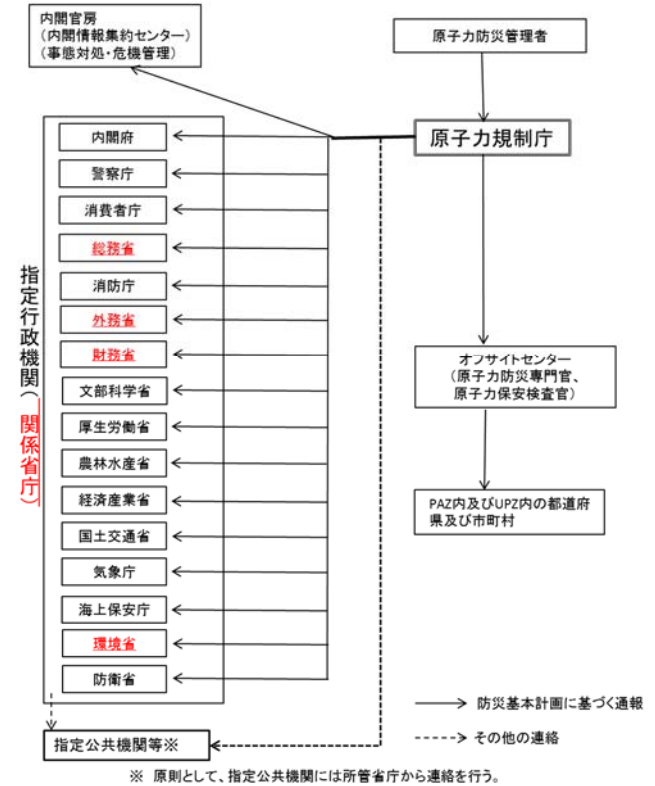 内閣官房
(内閣情報集約センター)
(事態対処・危機管理)
原子力防災管理者
原子力規制庁
指定行政機関(関係省庁)
内閣府
警察庁
消費者庁
総務省
消防庁
外務省
財務省
文部科学省
厚生労働省
農林水産省
経済産業省
国土交通省
気象庁
海上保安庁
環境省
防衛省
オフサイトセンター
(原子力防災専門官、
原子力保安検査官)
PAZ内及びUPZ内の都道府
県及び市町村
指定公共機関等※
防災基本計画に基づく通報
その他の連絡
※ 原則として、指定公共機関には所管省庁から連絡を行う。